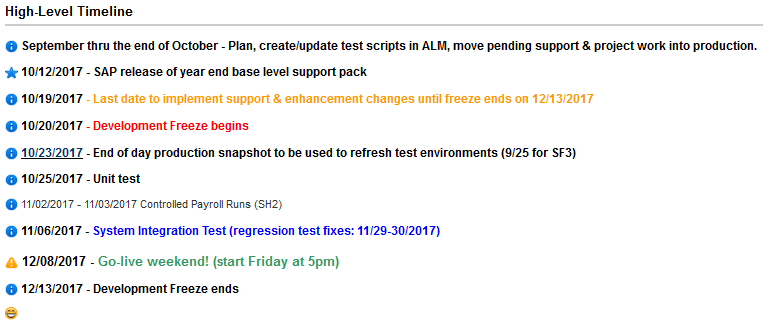 High-Level Timeline
September thru the end of October - Plan, create/update test scripts in ALM, move pending support & project work into production.
10/12/2017 - SAP release of year end base level support pack
10/19/2017 - Last date to implement support & enhancement changes until freeze ends on 12/13/2017
10/20/2017 - Development Freeze begins
10/23/2017 - End of day production snapshot to be used to refresh test environments (9/25 for SF3)
10/25/2017 - Unit test
11/02/2017 - 11/03/2017 Controlled Payroll Runs (SH2)
11/06/2017 - System Integration Test (regression test fixes: 11/29-30/2017)
12/08/2017 - Go-live weekend! (start Friday at 5pm)
12/13/2017 - Development Freeze ends